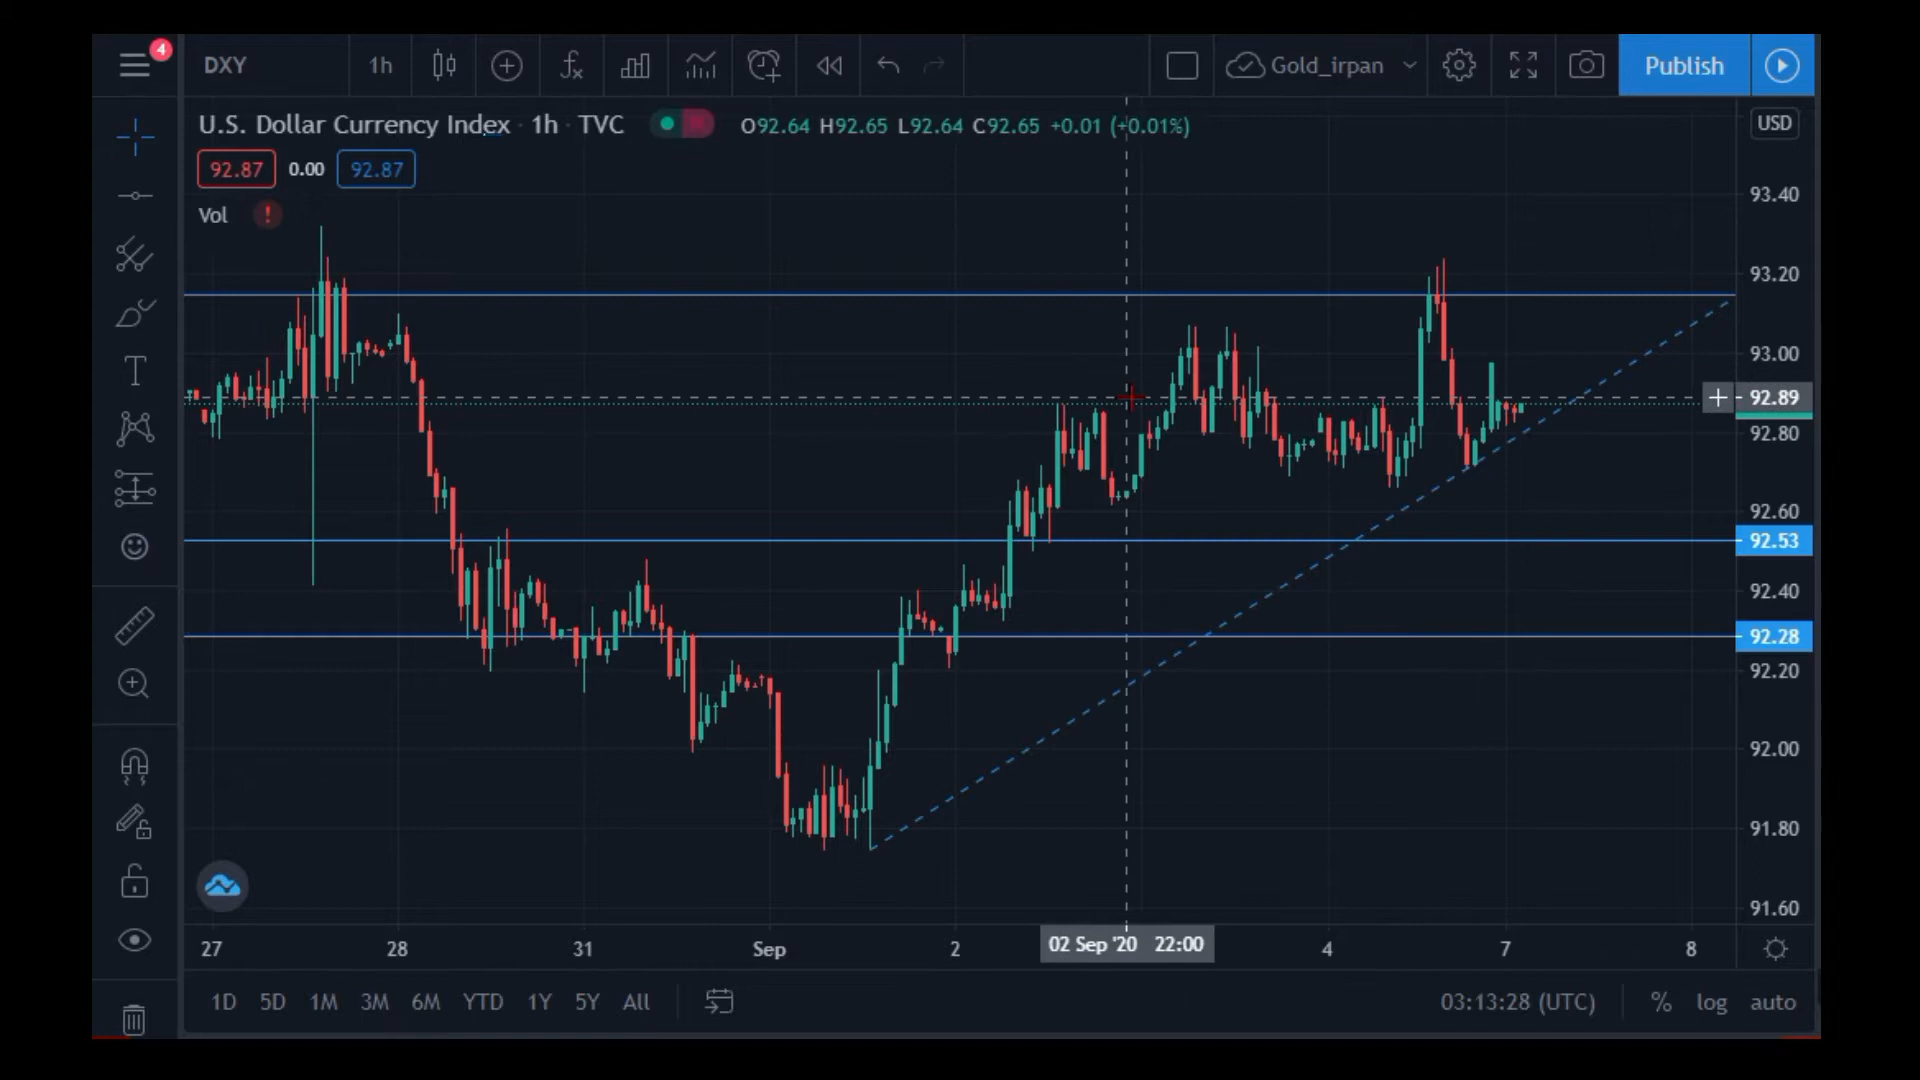 4
DXY
1h
Gold_irpan
Publish
U.S. Dollar Currency Index · 1h · TVC
O92.64 H92.65 L92.64 C92.65 +0.01 (+0.01%)
USD
92.87 0.00 92.87
Vol !
93.40
93.20
93.00
92.89
92.80
92.60
92.53
92.40
92.28
92.20
92.00
91.80
91.60
27 28 31 Sep 2 02 Sep '20 22:00 4 7 8
1D 5D 1M 3M 6M YTD 1Y 5Y All
03:13:28 (UTC) % log auto